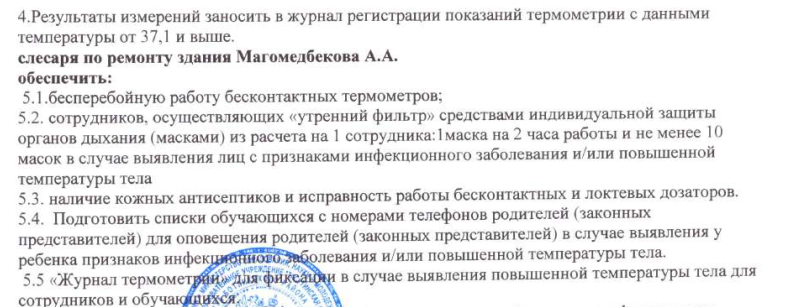 4.Результаты измерений заносить в журнал регистрации показаний термометрии с данными
температуры от 37,1 и выше.
слесаря по ремонту здания Магомедбекова А.А.
обеспечить:
5.1.бесперебойную работу бесконтактных термометров;
5.2. сотрудников, осуществляющих «утренний фильтр» средствами индивидуальной защиты
органов дыхания (масками) из расчета на 1 сотрудника:1маска на 2 часа работы и не менее 10
масок в случае выявления лиц с признаками инфекционного заболевания и/или повышенной
температуры тела
5.3. наличие кожных антисептиков и исправность работы бесконтактных и локтевых дозаторов.
5.4. Подготовить списки обучающихся с номерами телефонов родителей (законных
представителей) для оповещения родителей (законных представителей) в случае выявления у
ребенка признаков инфекционного заболевания и/или повышенной температуры тела.
5.5 «Журнал термометрии» для фиксации в случае выявления повышенной температуры тела для
сотрудников и обучающихся.